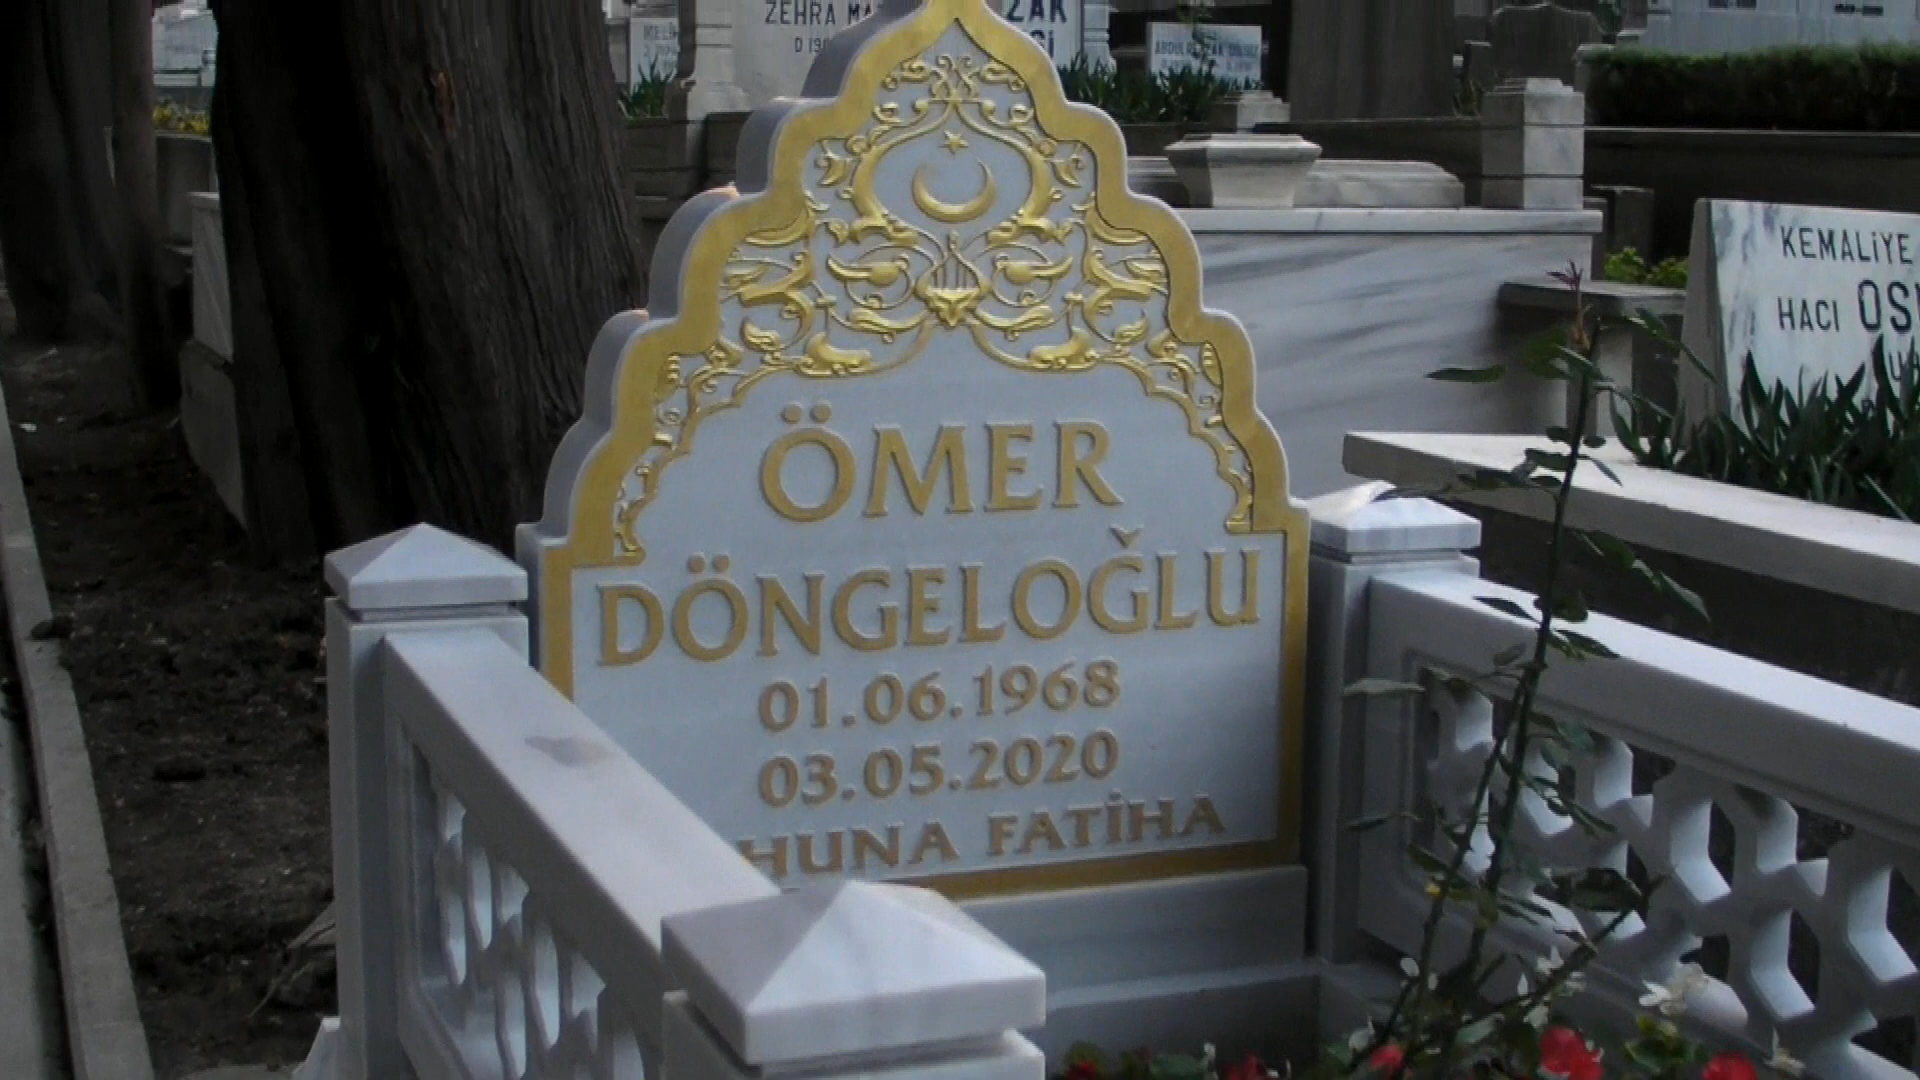 ZEHRA
ÖMER
DÖNGELOĞLU
01.06.1968
03.05.2020
HUNA FATİHA
KEMALİYE
HACI